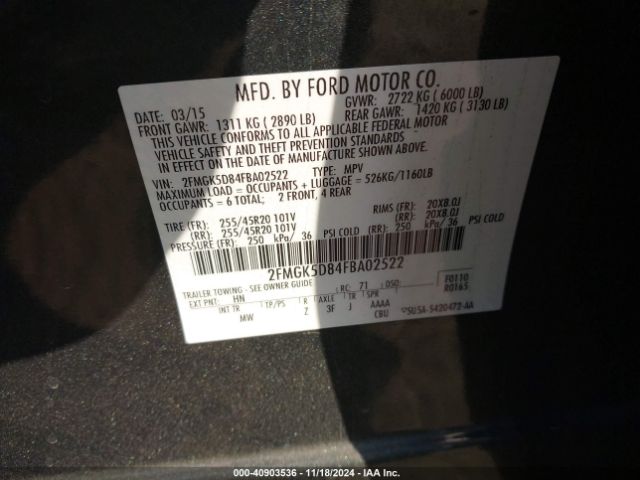 MFD. BY FORD MOTOR CO.
DATE: 03/15 GVWR: 2722 KG ( 6000 LB)
FRONT GAWR: 1311 KG ( 2890 LB) REAR GAWR: 1420 KG ( 3130 LB)
THIS VEHICLE CONFORMS TO ALL APPLICABLE FEDERAL MOTOR
VEHICLE SAFETY AND THEFT PREVENTION STANDARDS
IN EFFECT ON THE DATE OF MANUFACTURE SHOWN ABOVE.
VIN: 2FMGK5D84FBA02522 TYPE: MPV
MAXIMUM LOAD = OCCUPANTS + LUGGAGE = 526KG/1160LB
OCCUPANTS = 6 TOTAL; 2 FRONT, 4 REAR
TIRE (FR): 255/45R20 101V RIMS (FR): 20X8.0J
(RR): 255/45R20 101V (RR): 20X8.0J
PRESSURE (FR): 250 kPa/ 36 PSI COLD (RR): 250 kPa/ 36 PSI COLD
2FMGK5D84FBA02522
TRAILER TOWING - SEE OWNER GUIDE RC: 71 DSO: F0110
EXT PNT: HN R0165
INT TR TP/PS R AXLE TR SPR
MW Z 3F J AAAA
CBU 5U5A-5420472-AA
000-40903536 - 11/18/2024 - IAA Inc.